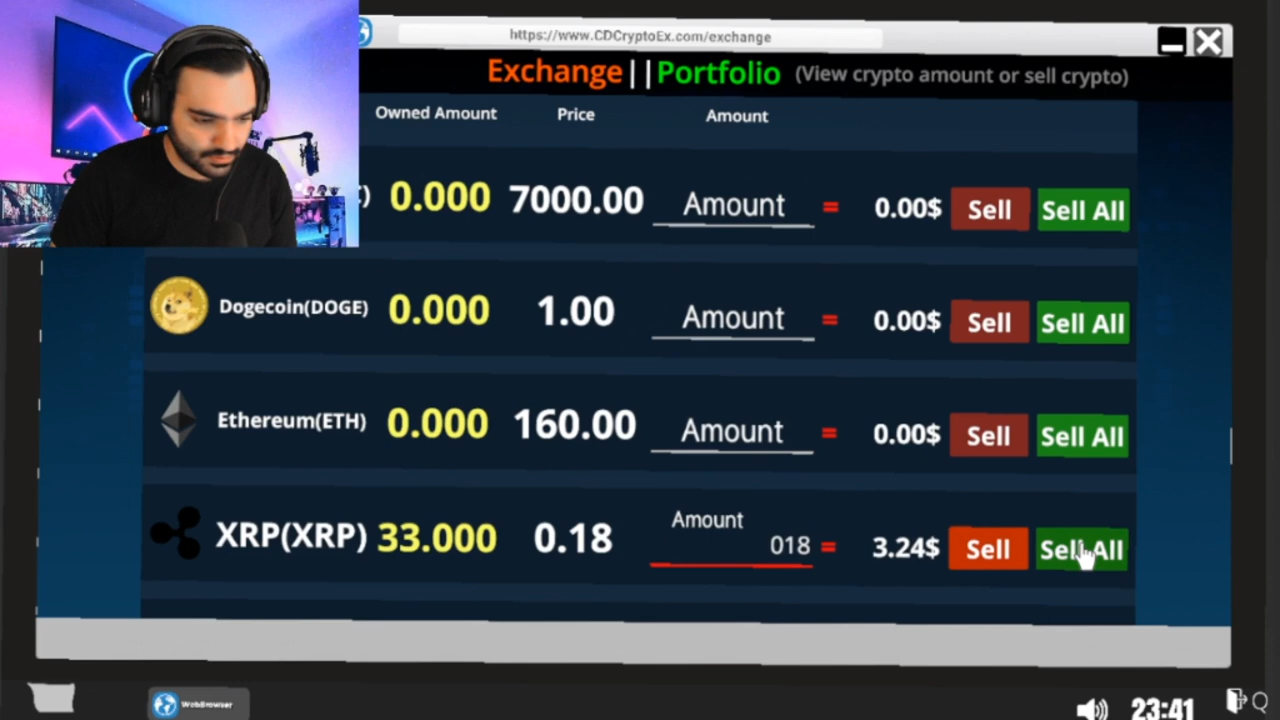 https://www.CDCryptoEx.com/exchange
Exchange||Portfolio (View crypto amount or sell crypto)
Owned Amount Price Amount
) 0.000 7000.00 Amount = 0.00$ Sell Sell All
Dogecoin(DOGE) 0.000 1.00 Amount = 0.00$ Sell Sell All
Ethereum(ETH) 0.000 160.00 Amount = 0.00$ Sell Sell All
XRP(XRP) 33.000 0.18 Amount 018 = 3.24$ Sell Sell All
WebBrowser 23:41 Q